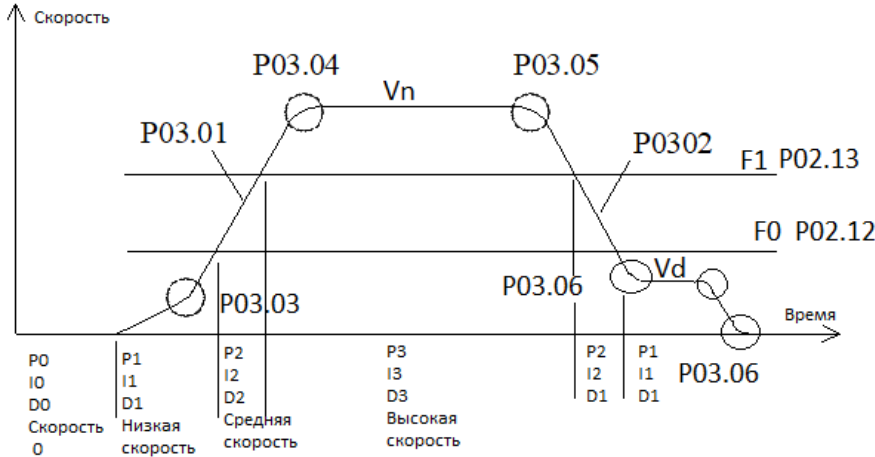 Скорость
P03.04
P03.05
Vn
P03.01
P0302
F1 P02.13
F0 P02.12
P03.03
P03.06
Vd
Время
P0
I0
D0
Скорость
0
P1
I1
D1
Низкая
скорость
P2
I2
D2
Средняя
скорость
P3
I3
D3
Высокая
скорость
P2
I2
D1
P1
I1
D1
P03.06